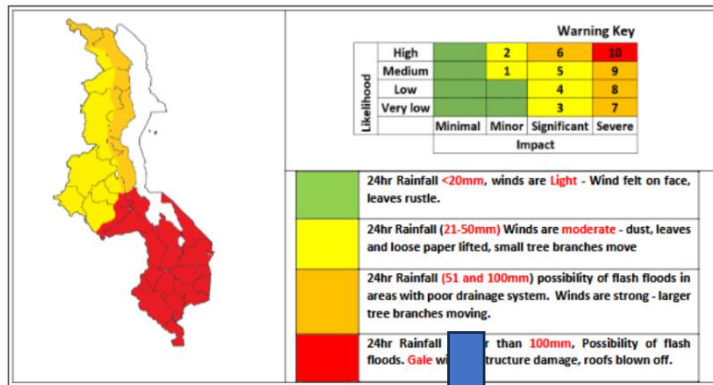 Warning Key
Likelihood
High 2 6 10
Medium 1 5 9
Low 4 8
Very low 3 7
Minimal Minor Significant Severe
Impact
24hr Rainfall <20mm, winds are Light - Wind felt on face,
leaves rustle.
24hr Rainfall (21-50mm) Winds are moderate - dust, leaves
and loose paper lifted, small tree branches move
24hr Rainfall (51 and 100mm) possibility of flash floods in
areas with poor drainage system. Winds are strong - larger
tree branches moving.
24hr Rainfall than 100mm, Possibility of flash
floods. Gale damage, roofs blown off.